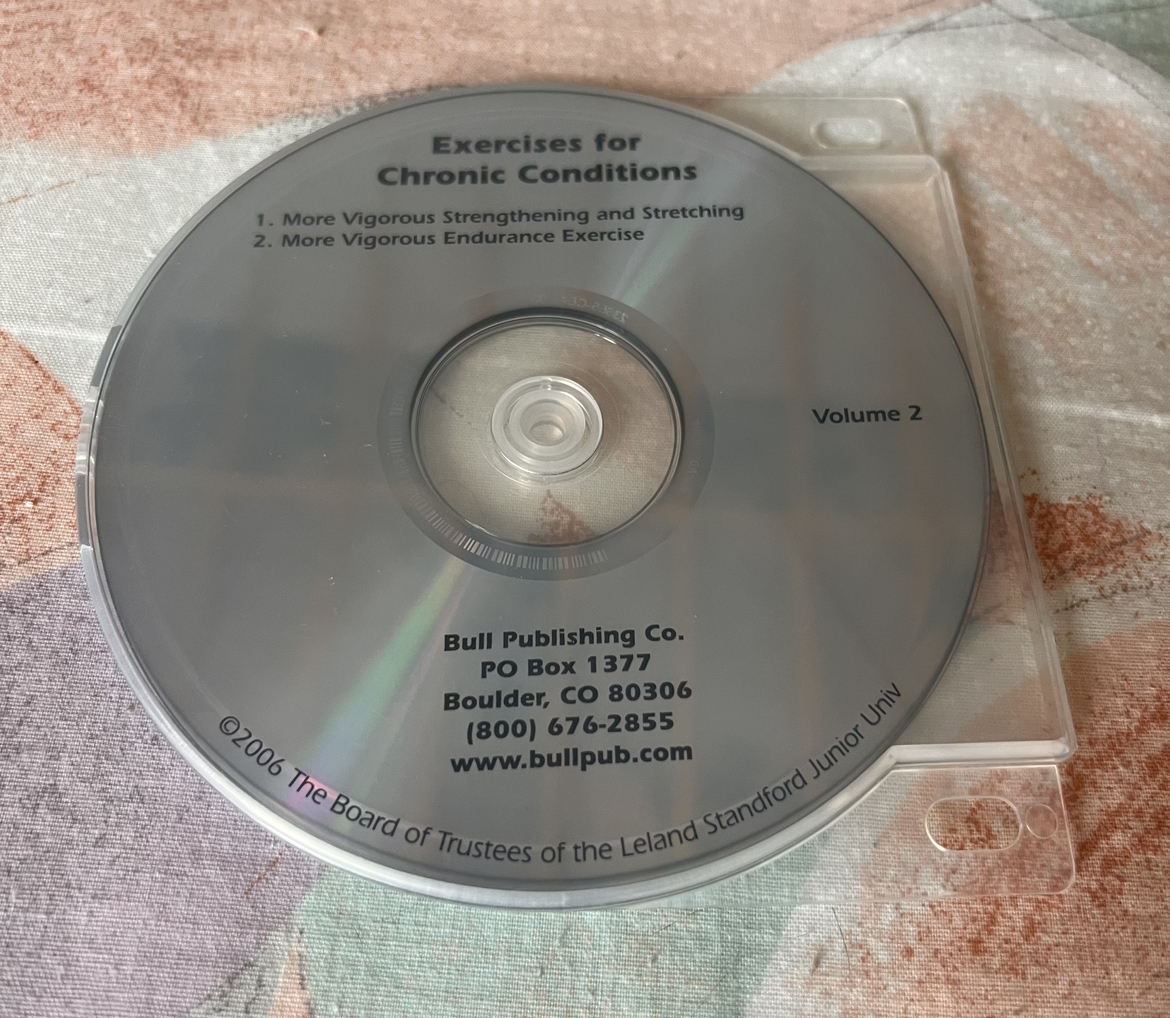 Exercises for
Chronic Conditions
1. More Vigorous Strengthening and Stretching
2. More Vigorous Endurance Exercise
Volume 2
Bull Publishing Co.
PO Box 1377
Boulder, CO 80306
(800) 676-2855
www.bullpub.com
©2006 The Board of Trustees of the Leland Standford Junior Univ